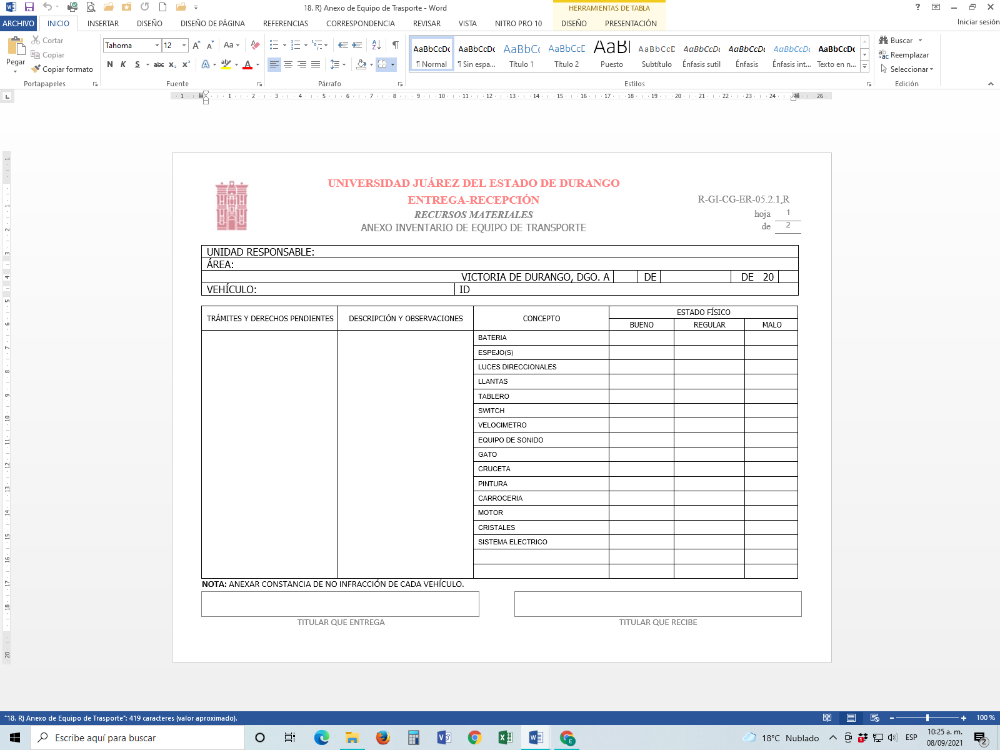 18. R) Anexo de Equipo de Trasporte - Word
HERRAMIENTAS DE TABLA
ARCHIVO INICIO INSERTAR DISEÑO DISEÑO DE PÁGINA REFERENCIAS CORRESPONDENCIA REVISAR VISTA NITRO PRO 10 DISEÑO PRESENTACIÓN Iniciar sesión
Pegar
Cortar
Copiar
Copiar formato
Portapapeles
Tahoma 12
Fuente
Párrafo
AaBbCcDc AaBbCcDc AaBbCc AaBbCcD AaBl AaBbCcD AaBbCcDc AaBbCcDc AaBbCcDc AaBbCcDc
¶ Normal ¶ Sin espa... Título 1 Título 2 Puesto Subtítulo Énfasis sutil Énfasis Énfasis int... Texto en n...
Estilos
Buscar
Reemplazar
Seleccionar
Edición
UNIVERSIDAD JUÁREZ DEL ESTADO DE DURANGO
ENTREGA-RECEPCIÓN
RECURSOS MATERIALES
ANEXO INVENTARIO DE EQUIPO DE TRANSPORTE
R-GI-CG-ER-05.2.1,R
hoja 1
de 2
UNIDAD RESPONSABLE:
ÁREA:
VICTORIA DE DURANGO, DGO. A DE DE 20
VEHÍCULO: ID
TRÁMITES Y DERECHOS PENDIENTES DESCRIPCIÓN Y OBSERVACIONES CONCEPTO ESTADO FÍSICO
BUENO REGULAR MALO
BATERIA
ESPEJO(S)
LUCES DIRECCIONALES
LLANTAS
TABLERO
SWITCH
VELOCIMETRO
EQUIPO DE SONIDO
GATO
CRUCETA
PINTURA
CARROCERIA
MOTOR
CRISTALES
SISTEMA ELECTRICO
NOTA: ANEXAR CONSTANCIA DE NO INFRACCIÓN DE CADA VEHÍCULO.
TITULAR QUE ENTREGA TITULAR QUE RECIBE
"18. R) Anexo de Equipo de Trasporte": 419 caracteres (valor aproximado). 100 %
Escribe aquí para buscar
18°C Nublado ESP 10:25 a. m.
08/09/2021
2